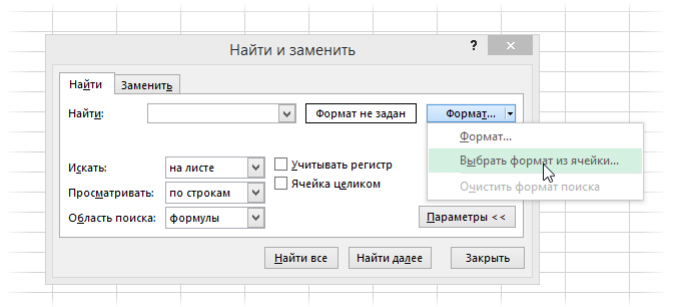 Найти и заменить
?
Найти Заменить
Найти: Формат не задан Формат...
Формат...
Выбрать формат из ячейки...
Очистить формат поиска
Искать: на листе Учитывать регистр
Ячейка целиком
Просматривать: по строкам
Область поиска: формулы Параметры <<
Найти все Найти далее Закрыть